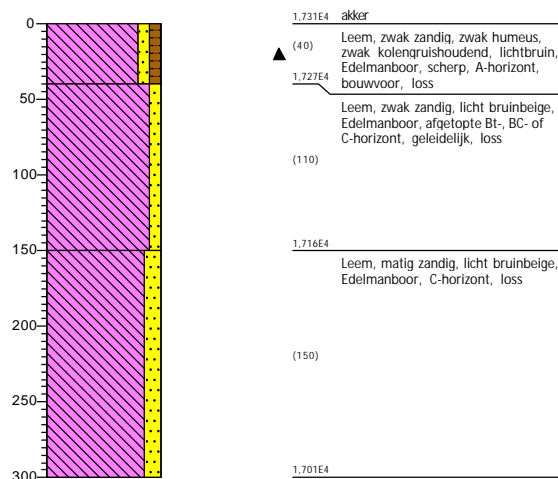 0
50
100
150
200
250
300
1,731E4 akker
(40)
Leem, zwak zandig, zwak humeus,
zwak kolengruishoudend, lichtbruin,
Edelmanboor, scherp, A-horizont,
bouwvoor, loss
1,727E4
Leem, zwak zandig, licht bruinbeige,
Edelmanboor, afgetopte Bt-, BC- of
C-horizont, geleidelijk, loss
(110)
1,716E4
Leem, matig zandig, licht bruinbeige,
Edelmanboor, C-horizont, loss
(150)
1,701E4